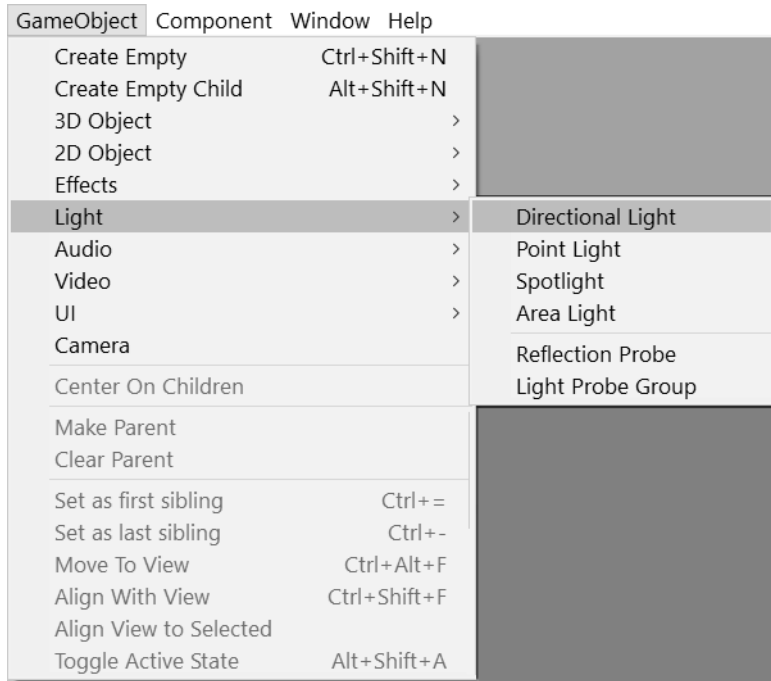 GameObject Component Window Help
Create Empty Ctrl+Shift+N
Create Empty Child Alt+Shift+N
3D Object >
2D Object >
Effects >
Light > Directional Light
Audio > Point Light
Video > Spotlight
UI > Area Light
Camera
Reflection Probe
Center On Children Light Probe Group
Make Parent
Clear Parent
Set as first sibling Ctrl+=
Set as last sibling Ctrl+-
Move To View Ctrl+Alt+F
Align With View Ctrl+Shift+F
Align View to Selected
Toggle Active State Alt+Shift+A